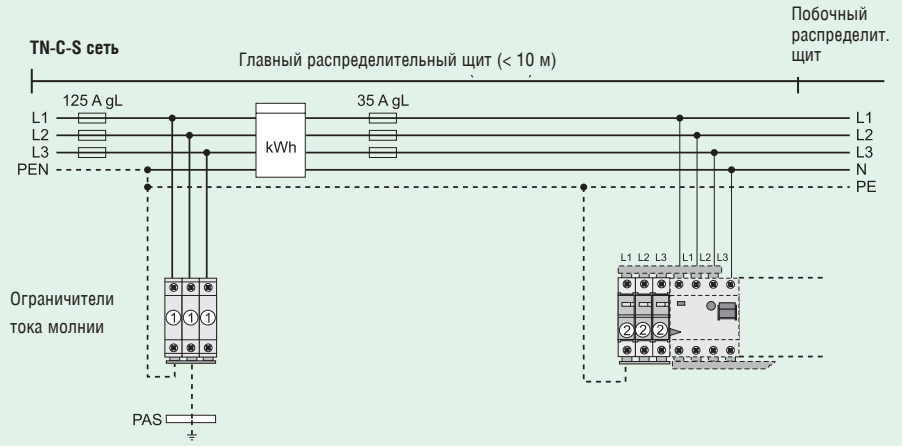 Побочный
распределит.
щит
TN-C-S сеть
Главный распределительный щит (< 10 м)
125 A gL
35 A gL
L1
L1
L2
L2
L3
kWh
L3
PEN
N
PE
L1 L2 L3 L1 L2 L3
Ограничители
тока молнии
1 1 1
2 2 2
PAS